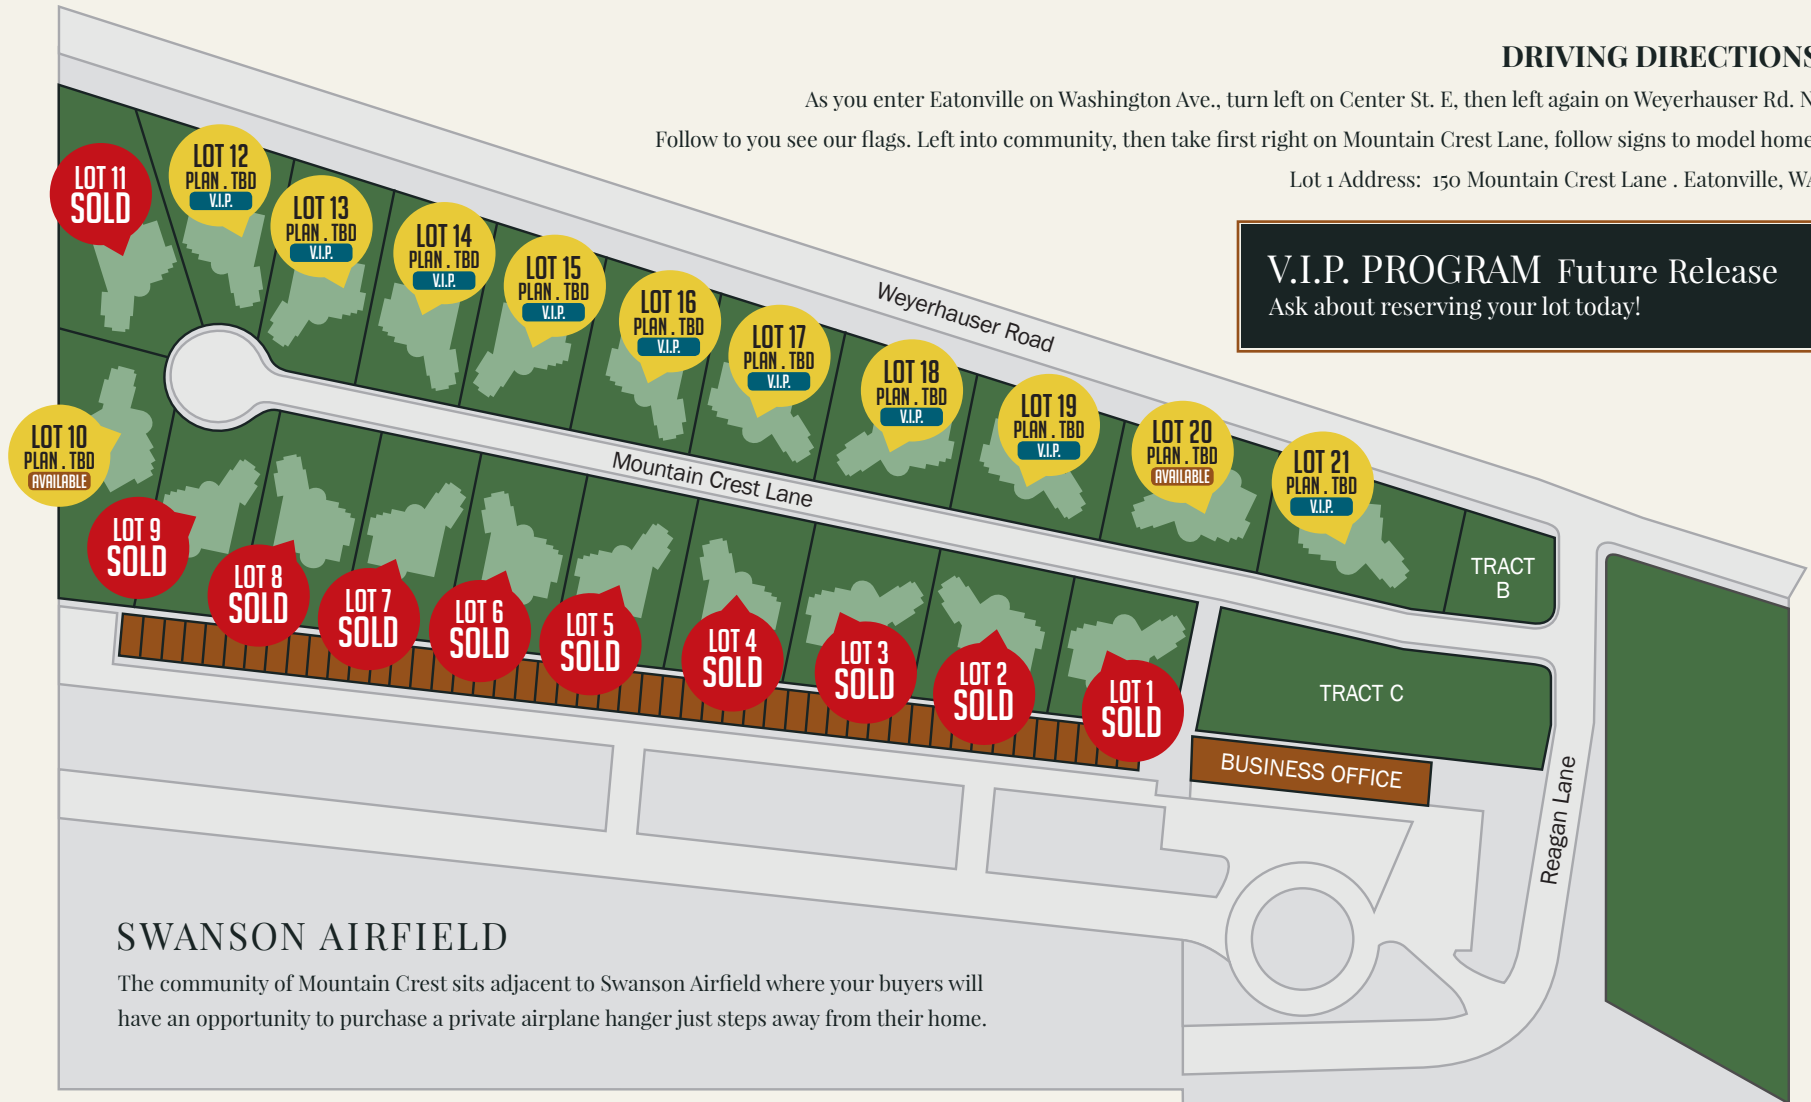 DRIVING DIRECTIONS
As you enter Eatonville on Washington Ave., turn left on Center St. E, then left again on Weyerhauser Rd. N
Follow to you see our flags. Left into community, then take first right on Mountain Crest Lane, follow signs to model home
Lot 1 Address: 150 Mountain Crest Lane . Eatonville, WA
V.I.P. PROGRAM Future Release
Ask about reserving your lot today!
LOT 11
SOLD
LOT 12
PLAN . TBD
V.I.P.
LOT 13
PLAN . TBD
V.I.P.
LOT 14
PLAN . TBD
V.I.P.
LOT 15
PLAN . TBD
V.I.P.
LOT 16
PLAN . TBD
V.I.P.
LOT 17
PLAN . TBD
V.I.P.
LOT 18
PLAN . TBD
V.I.P.
LOT 19
PLAN . TBD
V.I.P.
LOT 20
PLAN . TBD
AVAILABLE
LOT 21
PLAN . TBD
V.I.P.
Weyerhauser Road
Mountain Crest Lane
TRACT
B
LOT 10
PLAN . TBD
AVAILABLE
LOT 9
SOLD
LOT 8
SOLD
LOT 7
SOLD
LOT 6
SOLD
LOT 5
SOLD
LOT 4
SOLD
LOT 3
SOLD
LOT 2
SOLD
LOT 1
SOLD
TRACT C
BUSINESS OFFICE
Reagan Lane
SWANSON AIRFIELD
The community of Mountain Crest sits adjacent to Swanson Airfield where your buyers will
have an opportunity to purchase a private airplane hanger just steps away from their home.